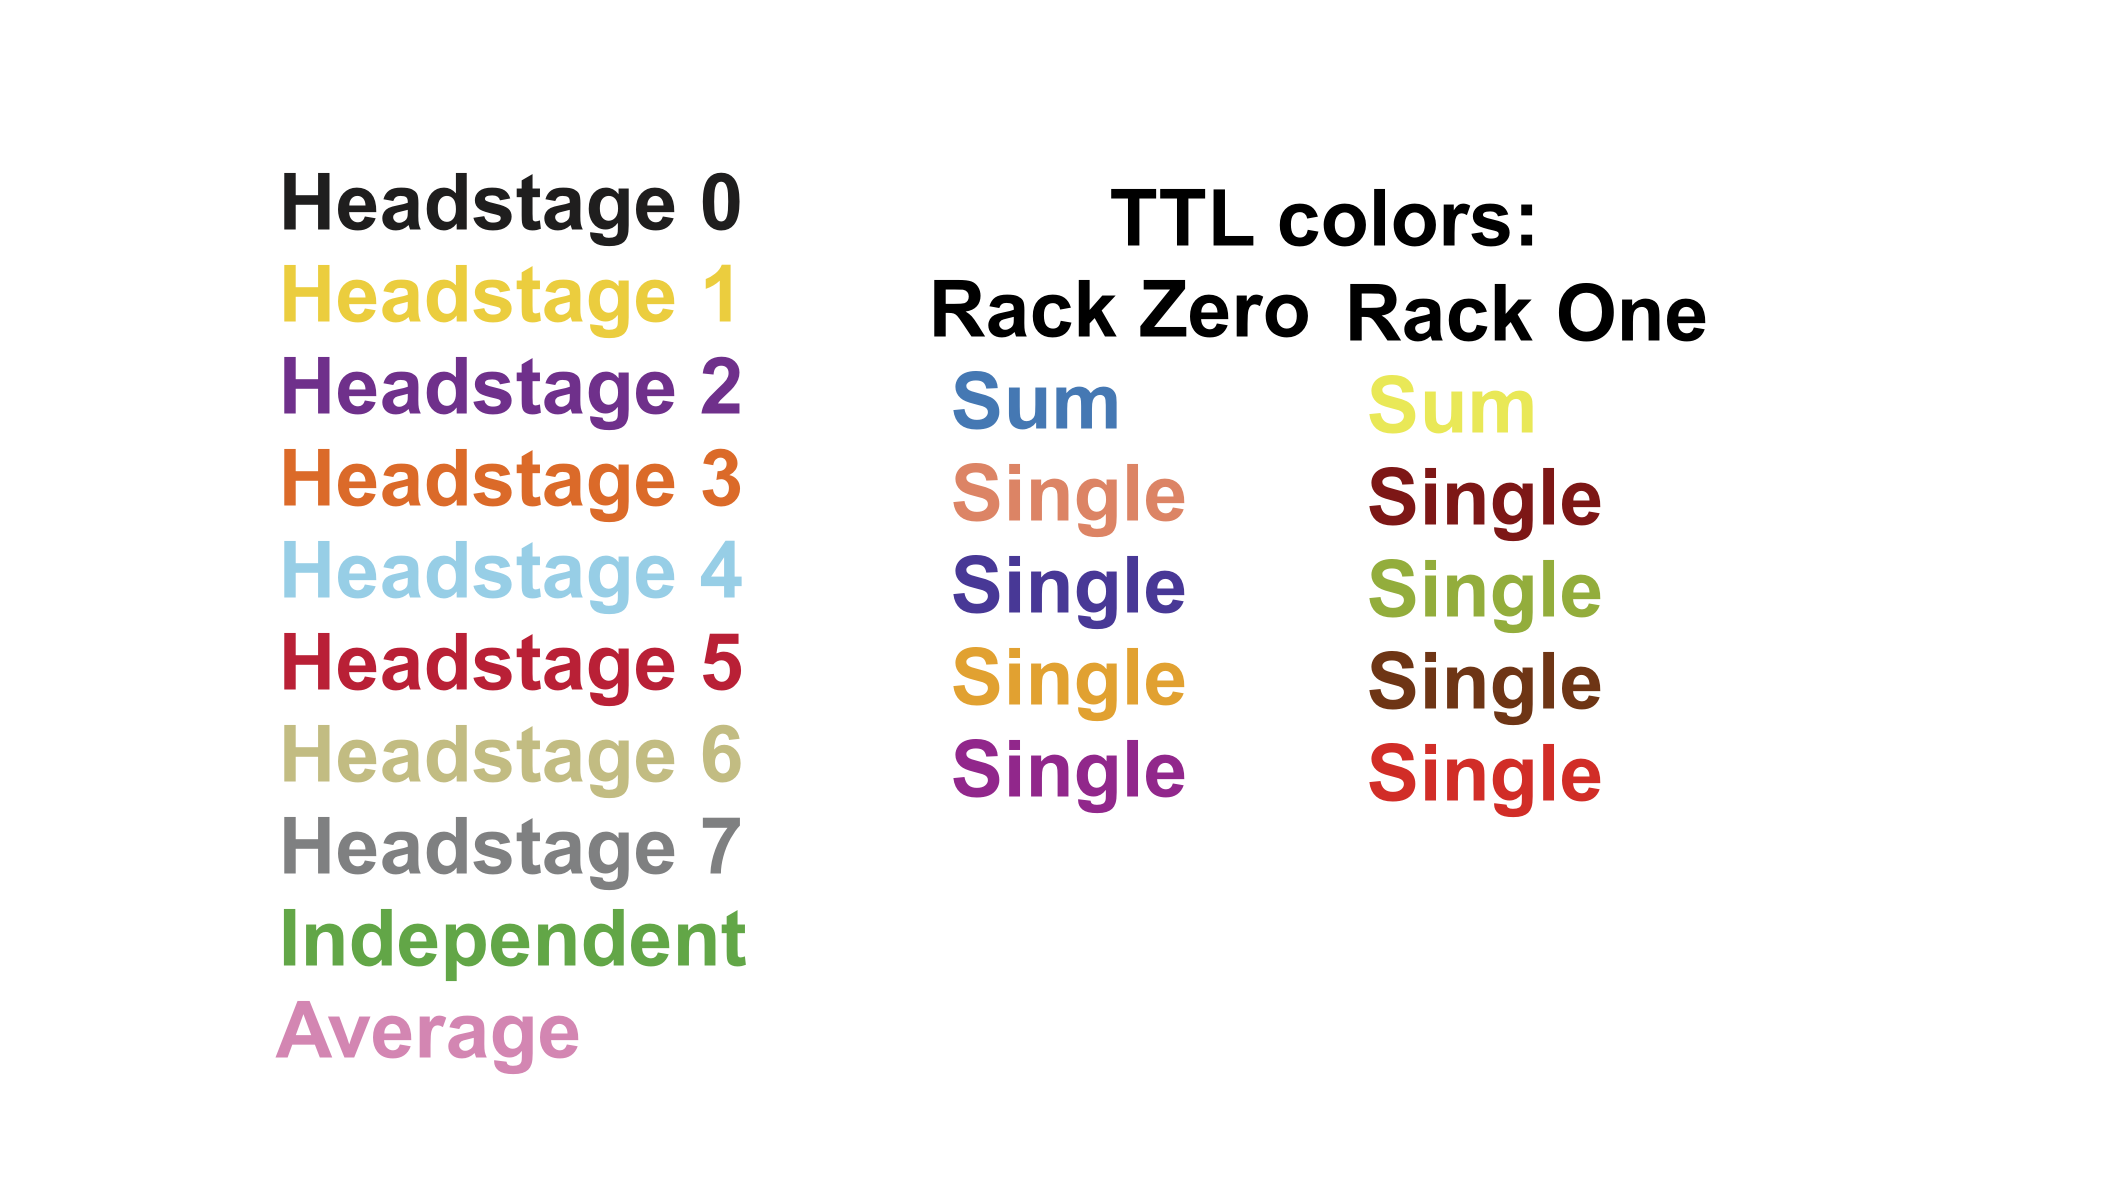 Headstage 0
Headstage 1
Headstage 2
Headstage 3
Headstage 4
Headstage 5
Headstage 6
Headstage 7
Independent
Average
TTL colors:
Rack Zero Rack One
Sum Sum
Single Single
Single Single
Single Single
Single Single